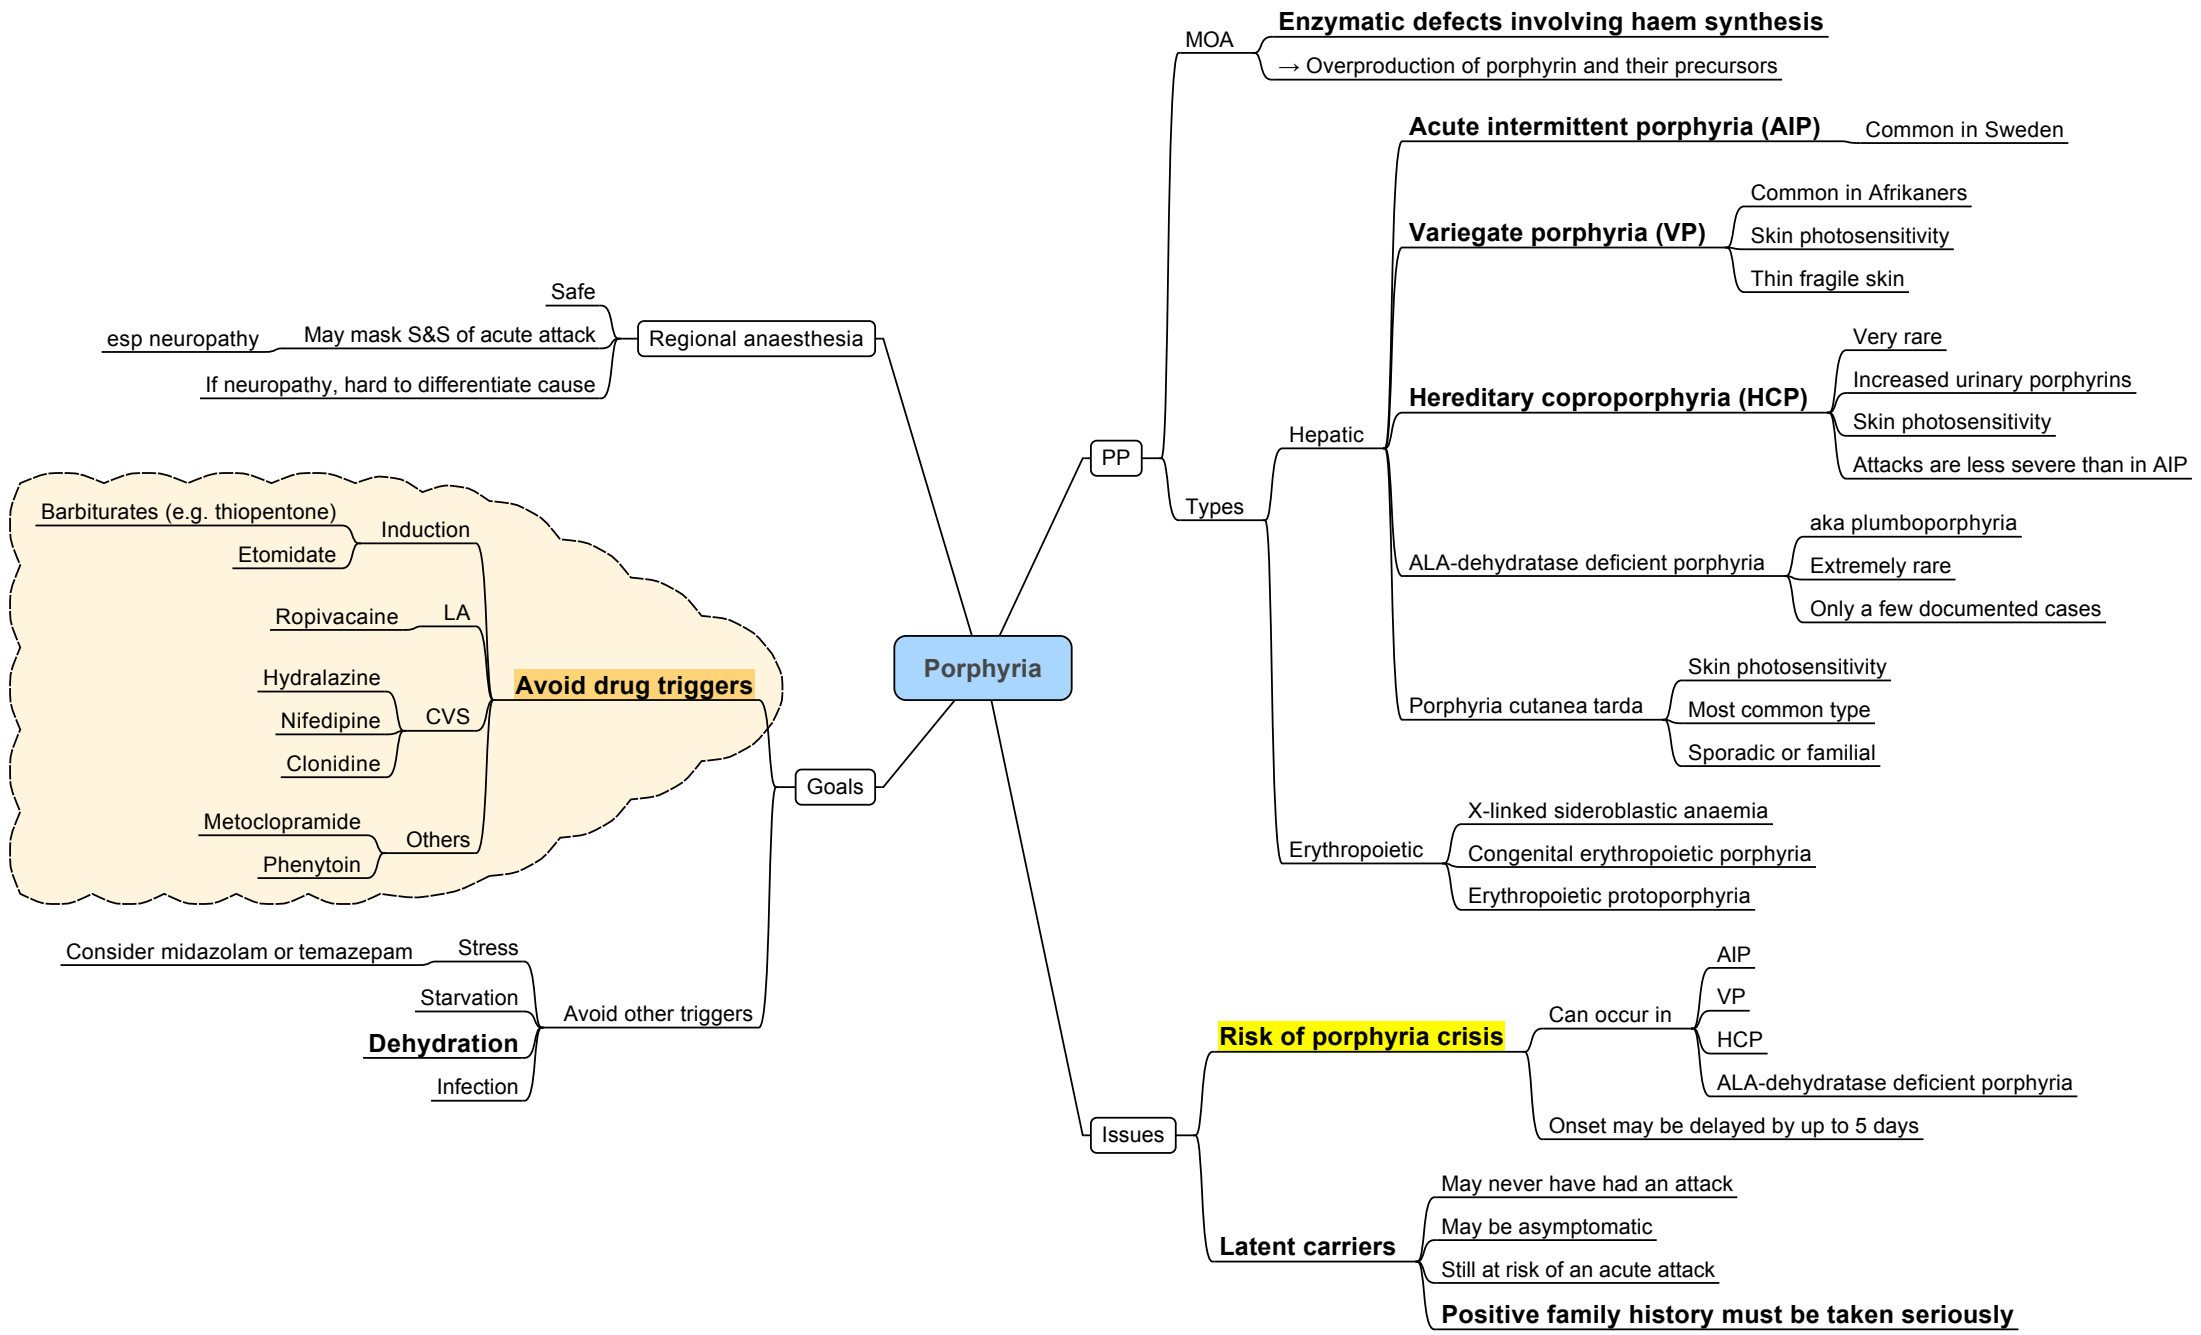 Porphyria
PP
MOA
Enzymatic defects involving haem synthesis
→ Overproduction of porphyrin and their precursors
Types
Hepatic
Acute intermittent porphyria (AIP)
Common in Sweden
Variegate porphyria (VP)
Common in Afrikaners
Skin photosensitivity
Thin fragile skin
Hereditary coproporphyria (HCP)
Very rare
Increased urinary porphyrins
Skin photosensitivity
Attacks are less severe than in AIP
ALA-dehydratase deficient porphyria
aka plumboporphyria
Extremely rare
Only a few documented cases
Porphyria cutanea tarda
Skin photosensitivity
Most common type
Sporadic or familial
Erythropoietic
X-linked sideroblastic anaemia
Congenital erythropoietic porphyria
Erythropoietic protoporphyria
Issues
Risk of porphyria crisis
Can occur in
AIP
VP
HCP
ALA-dehydratase deficient porphyria
Onset may be delayed by up to 5 days
Latent carriers
May never have had an attack
May be asymptomatic
Still at risk of an acute attack
Positive family history must be taken seriously
Regional anaesthesia
Safe
May mask S&S of acute attack
esp neuropathy
If neuropathy, hard to differentiate cause
Goals
Avoid drug triggers
Induction
Barbiturates (e.g. thiopentone)
Etomidate
LA
Ropivacaine
CVS
Hydralazine
Nifedipine
Clonidine
Others
Metoclopramide
Phenytoin
Avoid other triggers
Stress
Consider midazolam or temazepam
Starvation
Dehydration
Infection